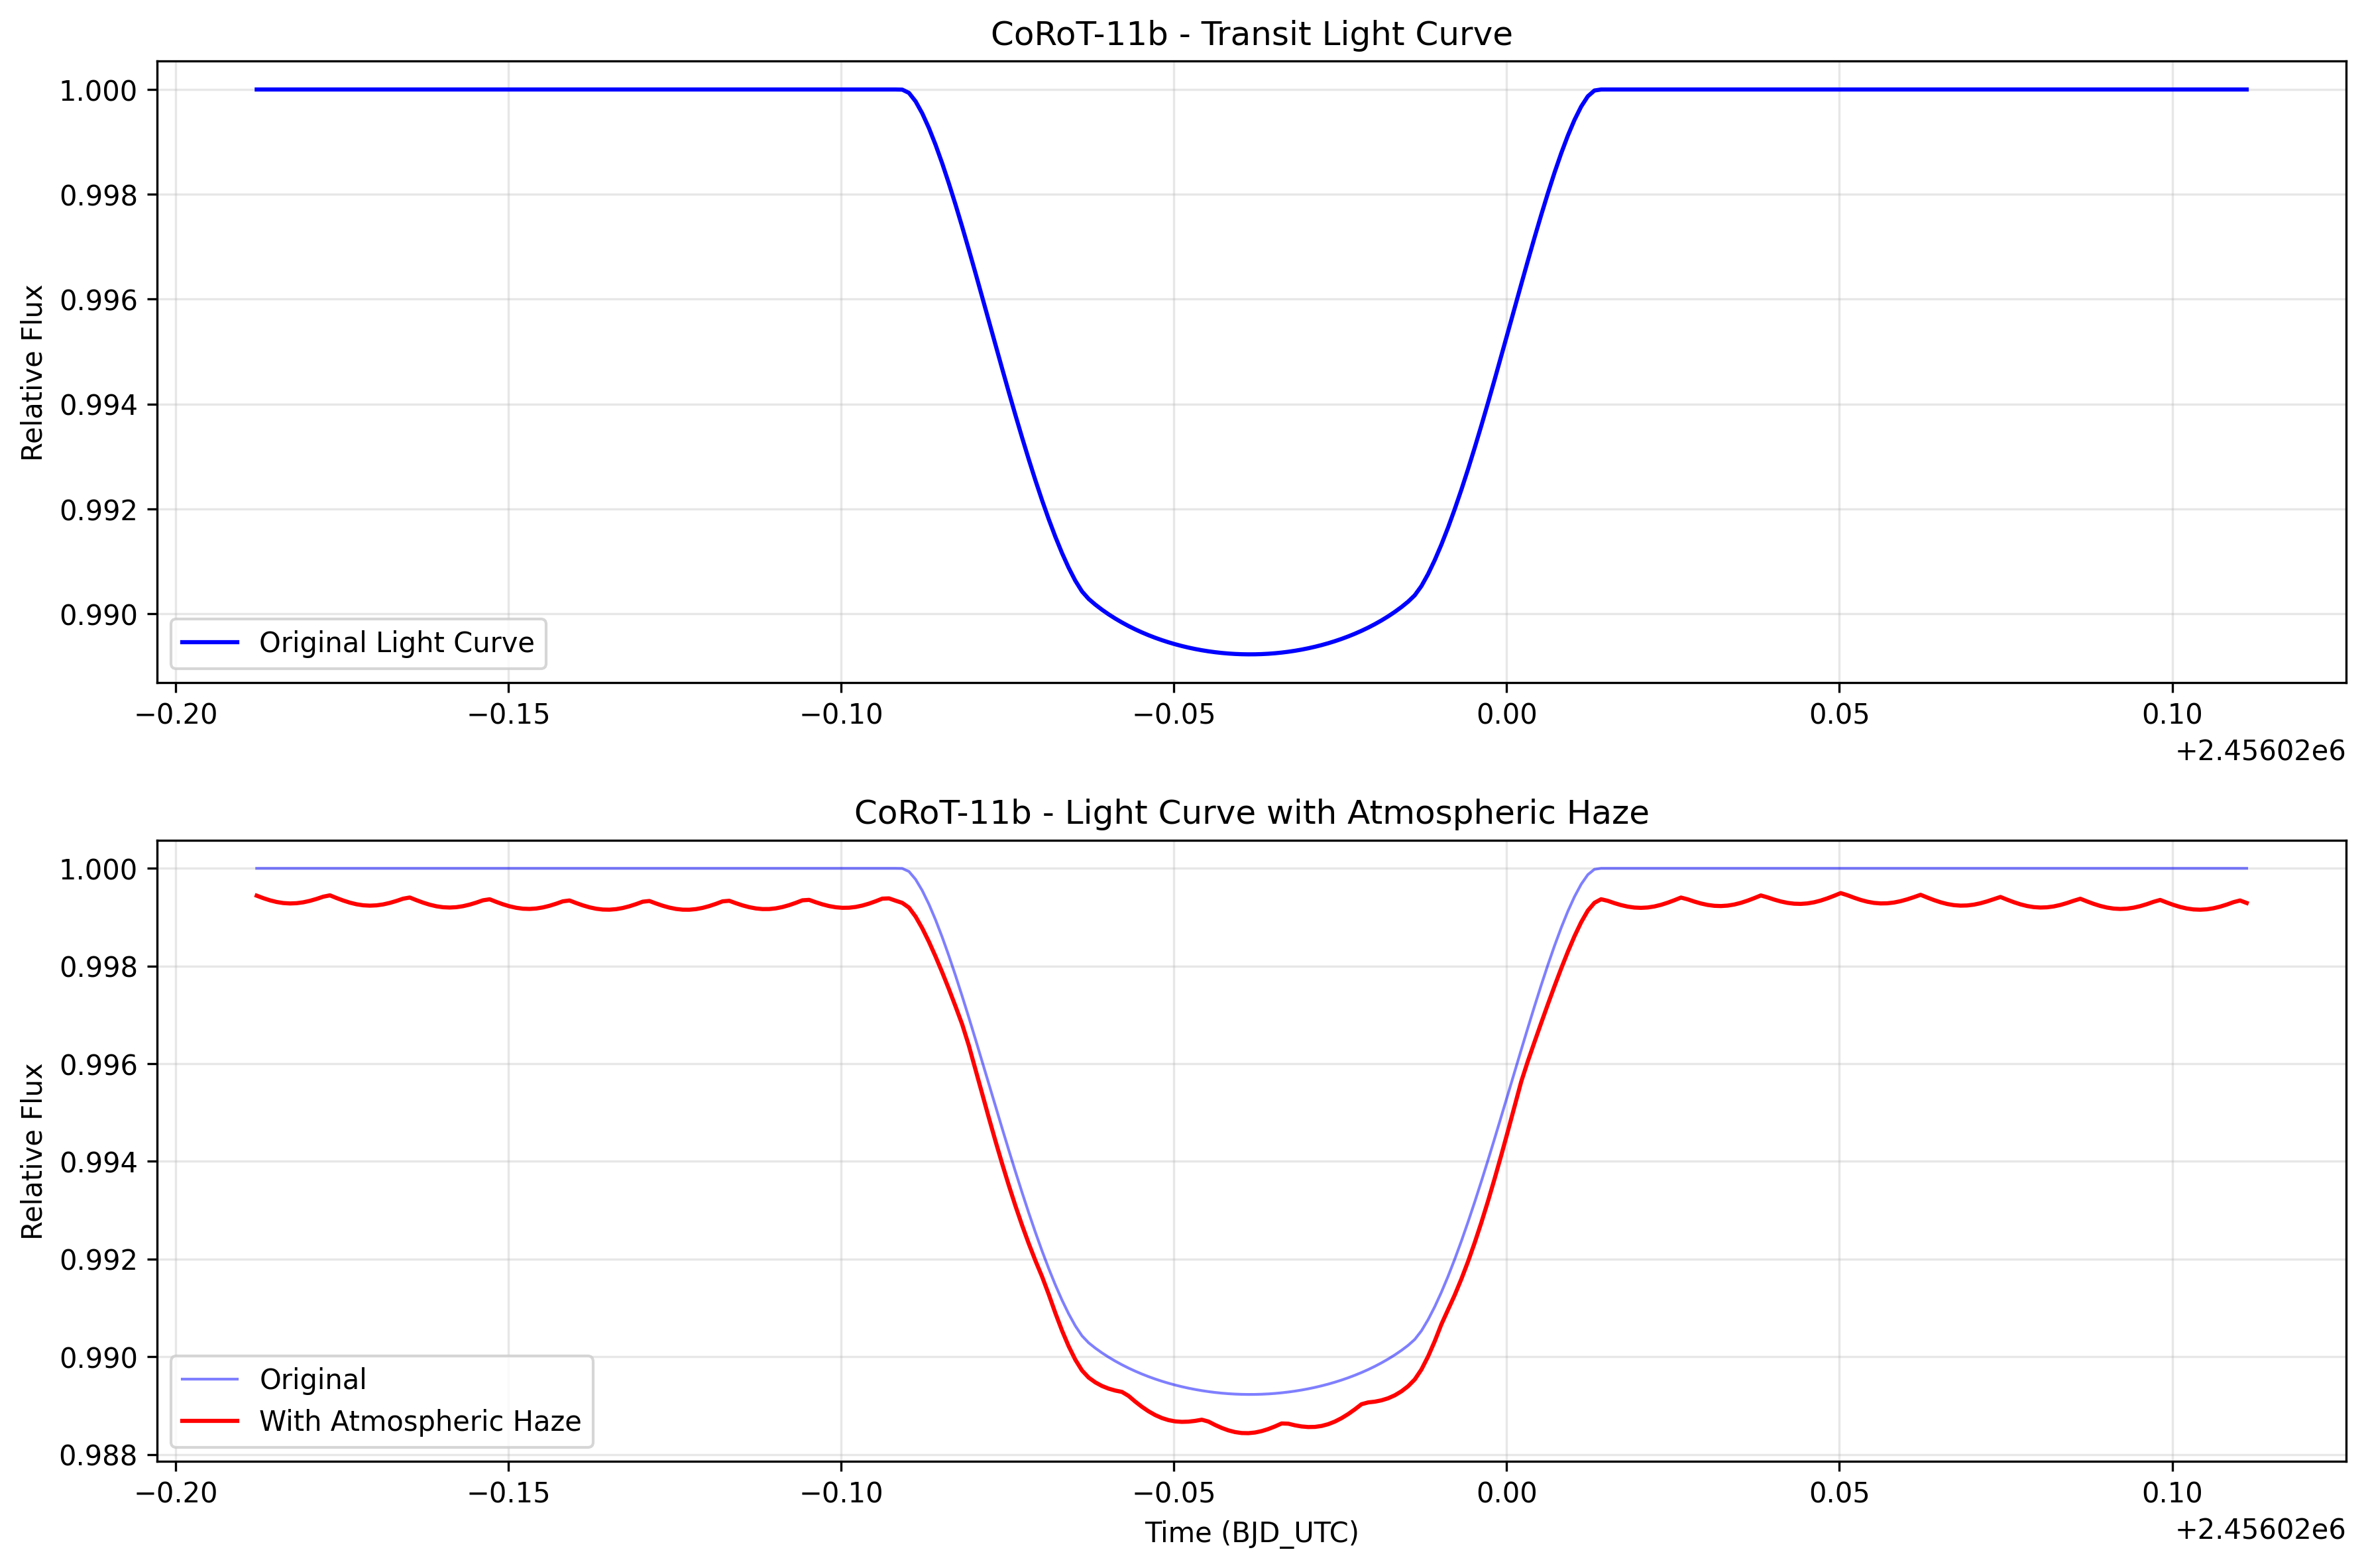 CoRoT-11b - Transit Light Curve
Relative Flux
1.000
0.998
0.996
0.994
0.992
0.990
Original Light Curve
−0.20 −0.15 −0.10 −0.05 0.00 0.05 0.10
+2.45602e6
CoRoT-11b - Light Curve with Atmospheric Haze
Relative Flux
1.000
0.998
0.996
0.994
0.992
0.990
0.988
Original
With Atmospheric Haze
−0.20 −0.15 −0.10 −0.05 0.00 0.05 0.10
+2.45602e6
Time (BJD_UTC)